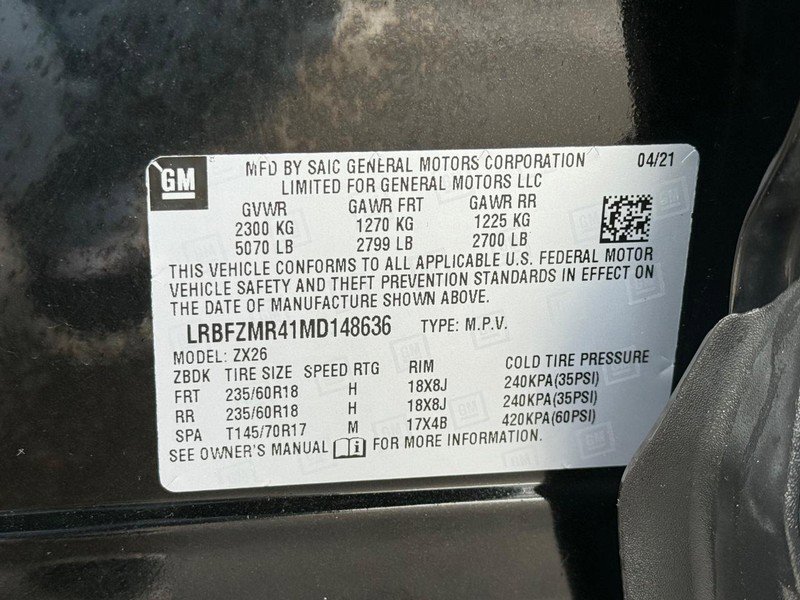 GM MFD BY SAIC GENERAL MOTORS CORPORATION 04/21
LIMITED FOR GENERAL MOTORS LLC
GVWR GAWR FRT GAWR RR
2300 KG 1270 KG 1225 KG
5070 LB 2799 LB 2700 LB
THIS VEHICLE CONFORMS TO ALL APPLICABLE U.S. FEDERAL MOTOR
VEHICLE SAFETY AND THEFT PREVENTION STANDARDS IN EFFECT ON
THE DATE OF MANUFACTURE SHOWN ABOVE.
LRBFZMR41MD148636 TYPE: M.P.V.
MODEL: ZX26
ZBDK TIRE SIZE SPEED RTG RIM COLD TIRE PRESSURE
FRT 235/60R18 H 18X8J 240KPA(35PSI)
RR 235/60R18 H 18X8J 240KPA(35PSI)
SPA T145/70R17 M 17X4B 420KPA(60PSI)
SEE OWNER'S MANUAL i FOR MORE INFORMATION.